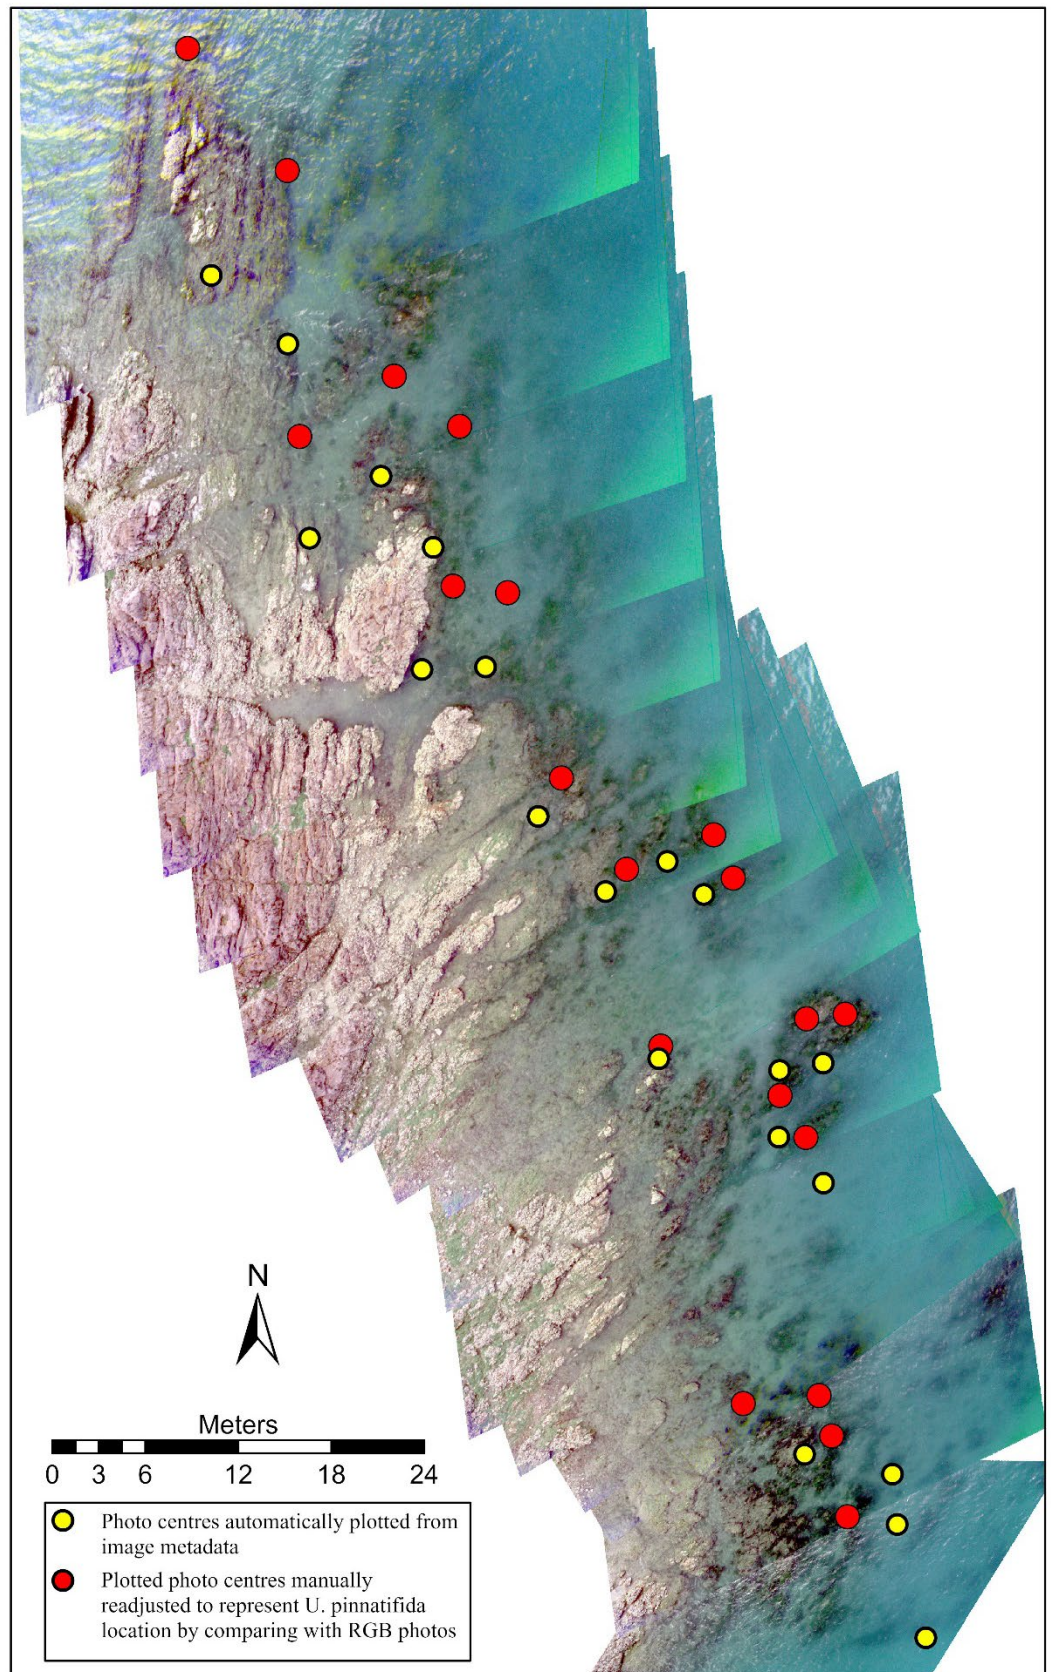 N
Meters
0 3 6 12 18 24
Photo centres automatically plotted from
image metadata
Plotted photo centres manually
readjusted to represent U. pinnatifida
location by comparing with RGB photos